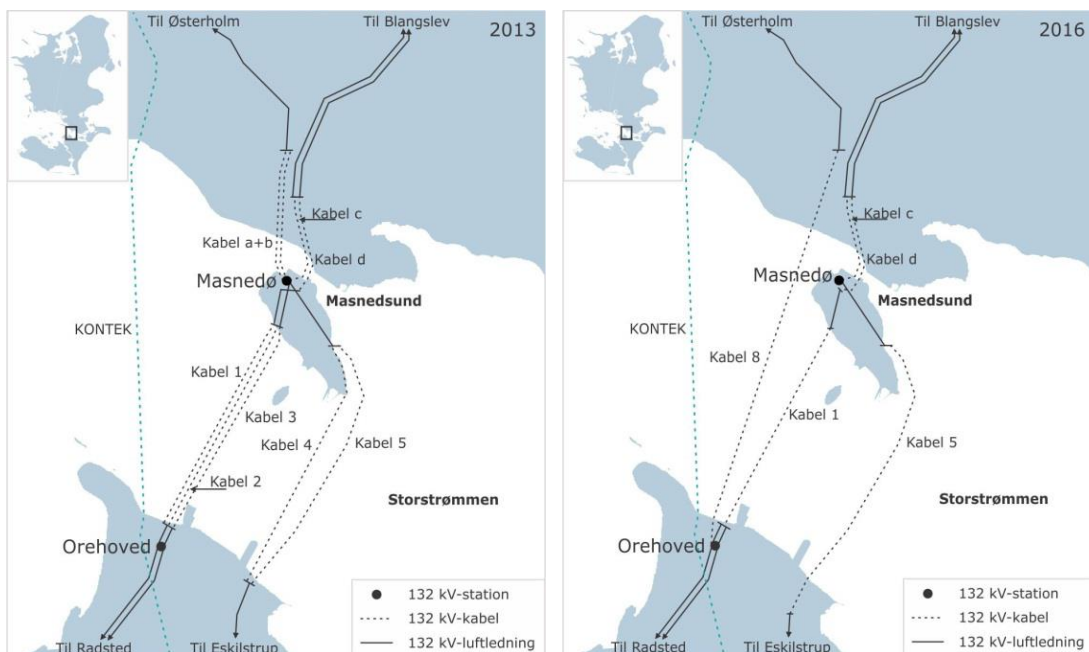 Til Østerholm
Til Blangslev
2013
Kabel c
Kabel a+b
Kabel d
Masnedø
Masnedsund
KONTEK
Kabel 1
Kabel 3
Kabel 4
Kabel 5
Kabel 2
Storstrømmen
Orehoved
132 kV-station
132 kV-kabel
132 kV-luftledning
Til Radsted
Til Eskilstrup
Til Østerholm
Til Blangslev
2016
Kabel c
Kabel d
Masnedø
Masnedsund
KONTEK
Kabel 8
Kabel 1
Kabel 5
Storstrømmen
Orehoved
132 kV-station
132 kV-kabel
132 kV-luftledning
Til Radsted
Til Eskilstrup